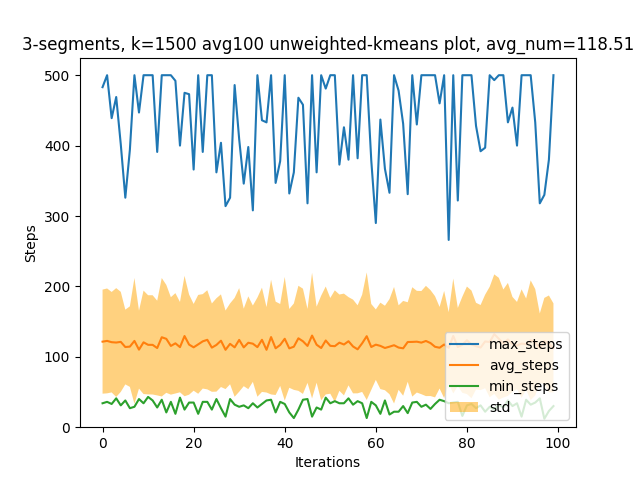 3-segments, k=1500 avg100 unweighted-kmeans plot, avg_num=118.51
500
400
300
200
100
0
Steps
max_steps
avg_steps
min_steps
std
0
20
40
60
80
100
Iterations